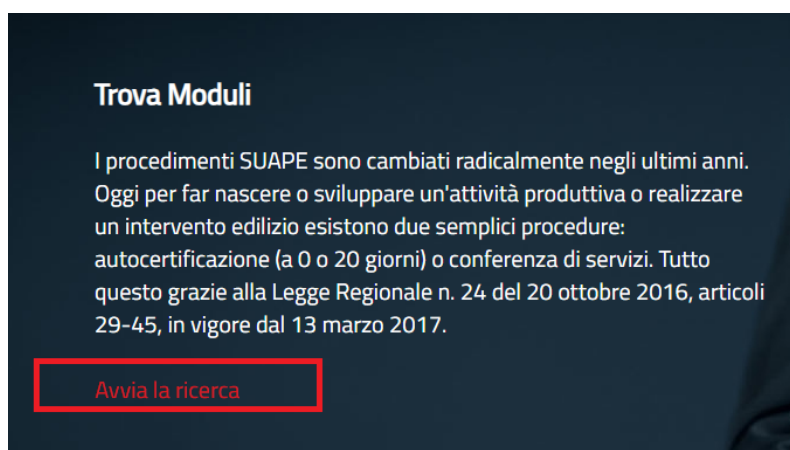 Trova Moduli
I procedimenti SUAPE sono cambiati radicalmente negli ultimi anni.
Oggi per far nascere o sviluppare un'attività produttiva o realizzare
un intervento edilizio esistono due semplici procedure:
autocertificazione (a 0 o 20 giorni) o conferenza di servizi. Tutto
questo grazie alla Legge Regionale n. 24 del 20 ottobre 2016, articoli
29-45, in vigore dal 13 marzo 2017.
Avvia la ricerca